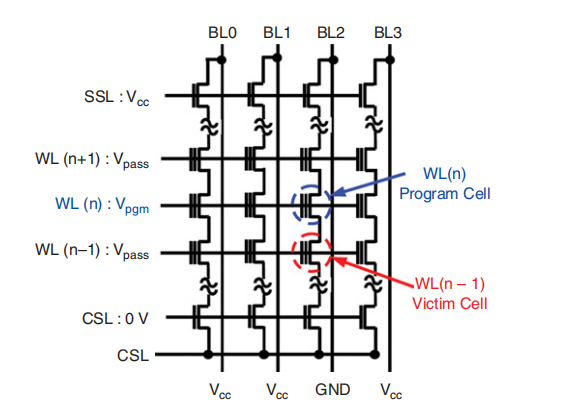 BL0 BL1 BL2 BL3
SSL : Vcc
WL (n+1) : Vpass
WL(n)
Program Cell
WL (n) : Vpgm
WL (n–1) : Vpass
WL(n – 1)
Victim Cell
CSL : 0 V
CSL
Vcc Vcc GND Vcc